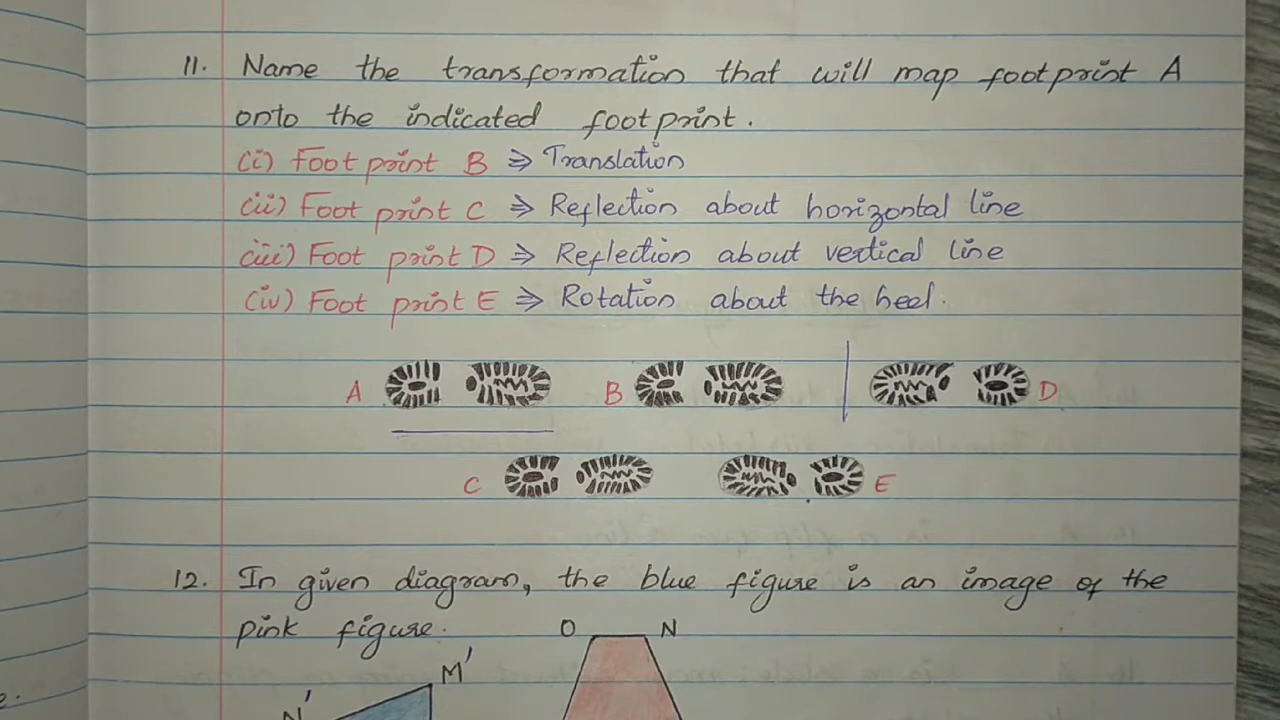 11. Name the transformation that will map footprint A
onto the indicated footprint.
(i) Foot print B ⇒ Translation
(ii) Foot print C ⇒ Reflection about horizontal line
(iii) Foot print D ⇒ Reflection about vertical line
(iv) Foot print E ⇒ Rotation about the heel.
A B D
C E
12. In given diagram, the blue figure is an image of the
pink figure.
O N
M'
N'